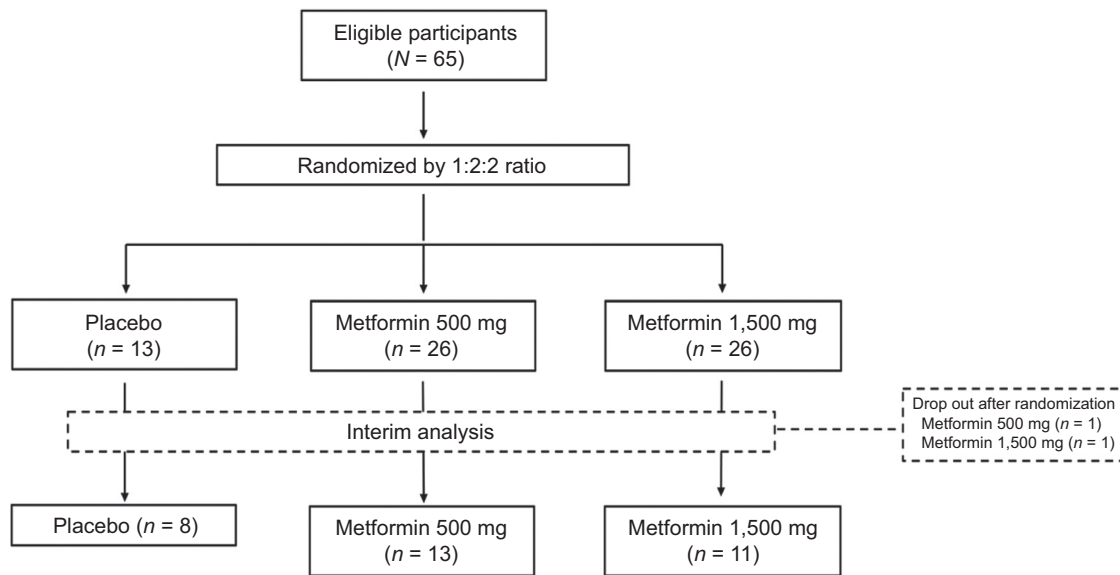 Eligible participants
(N = 65)
Randomized by 1:2:2 ratio
Placebo
(n = 13)
Metformin 500 mg
(n = 26)
Metformin 1,500 mg
(n = 26)
Interim analysis
Drop out after randomization
Metformin 500 mg (n = 1)
Metformin 1,500 mg (n = 1)
Placebo (n = 8)
Metformin 500 mg
(n = 13)
Metformin 1,500 mg
(n = 11)